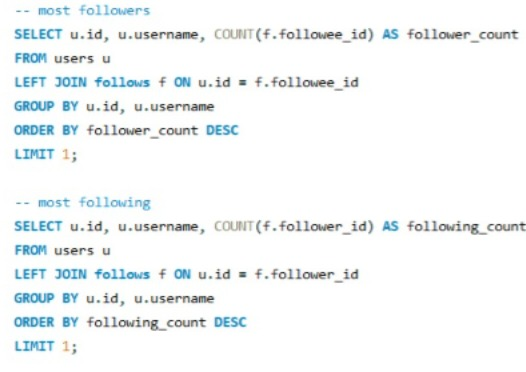 -- most followers
SELECT u.id, u.username, COUNT(f.followee_id) AS follower_count
FROM users u
LEFT JOIN follows f ON u.id = f.followee_id
GROUP BY u.id, u.username
ORDER BY follower_count DESC
LIMIT 1;
-- most following
SELECT u.id, u.username, COUNT(f.follower_id) AS following_count
FROM users u
LEFT JOIN follows f ON u.id = f.follower_id
GROUP BY u.id, u.username
ORDER BY following_count DESC
LIMIT 1;